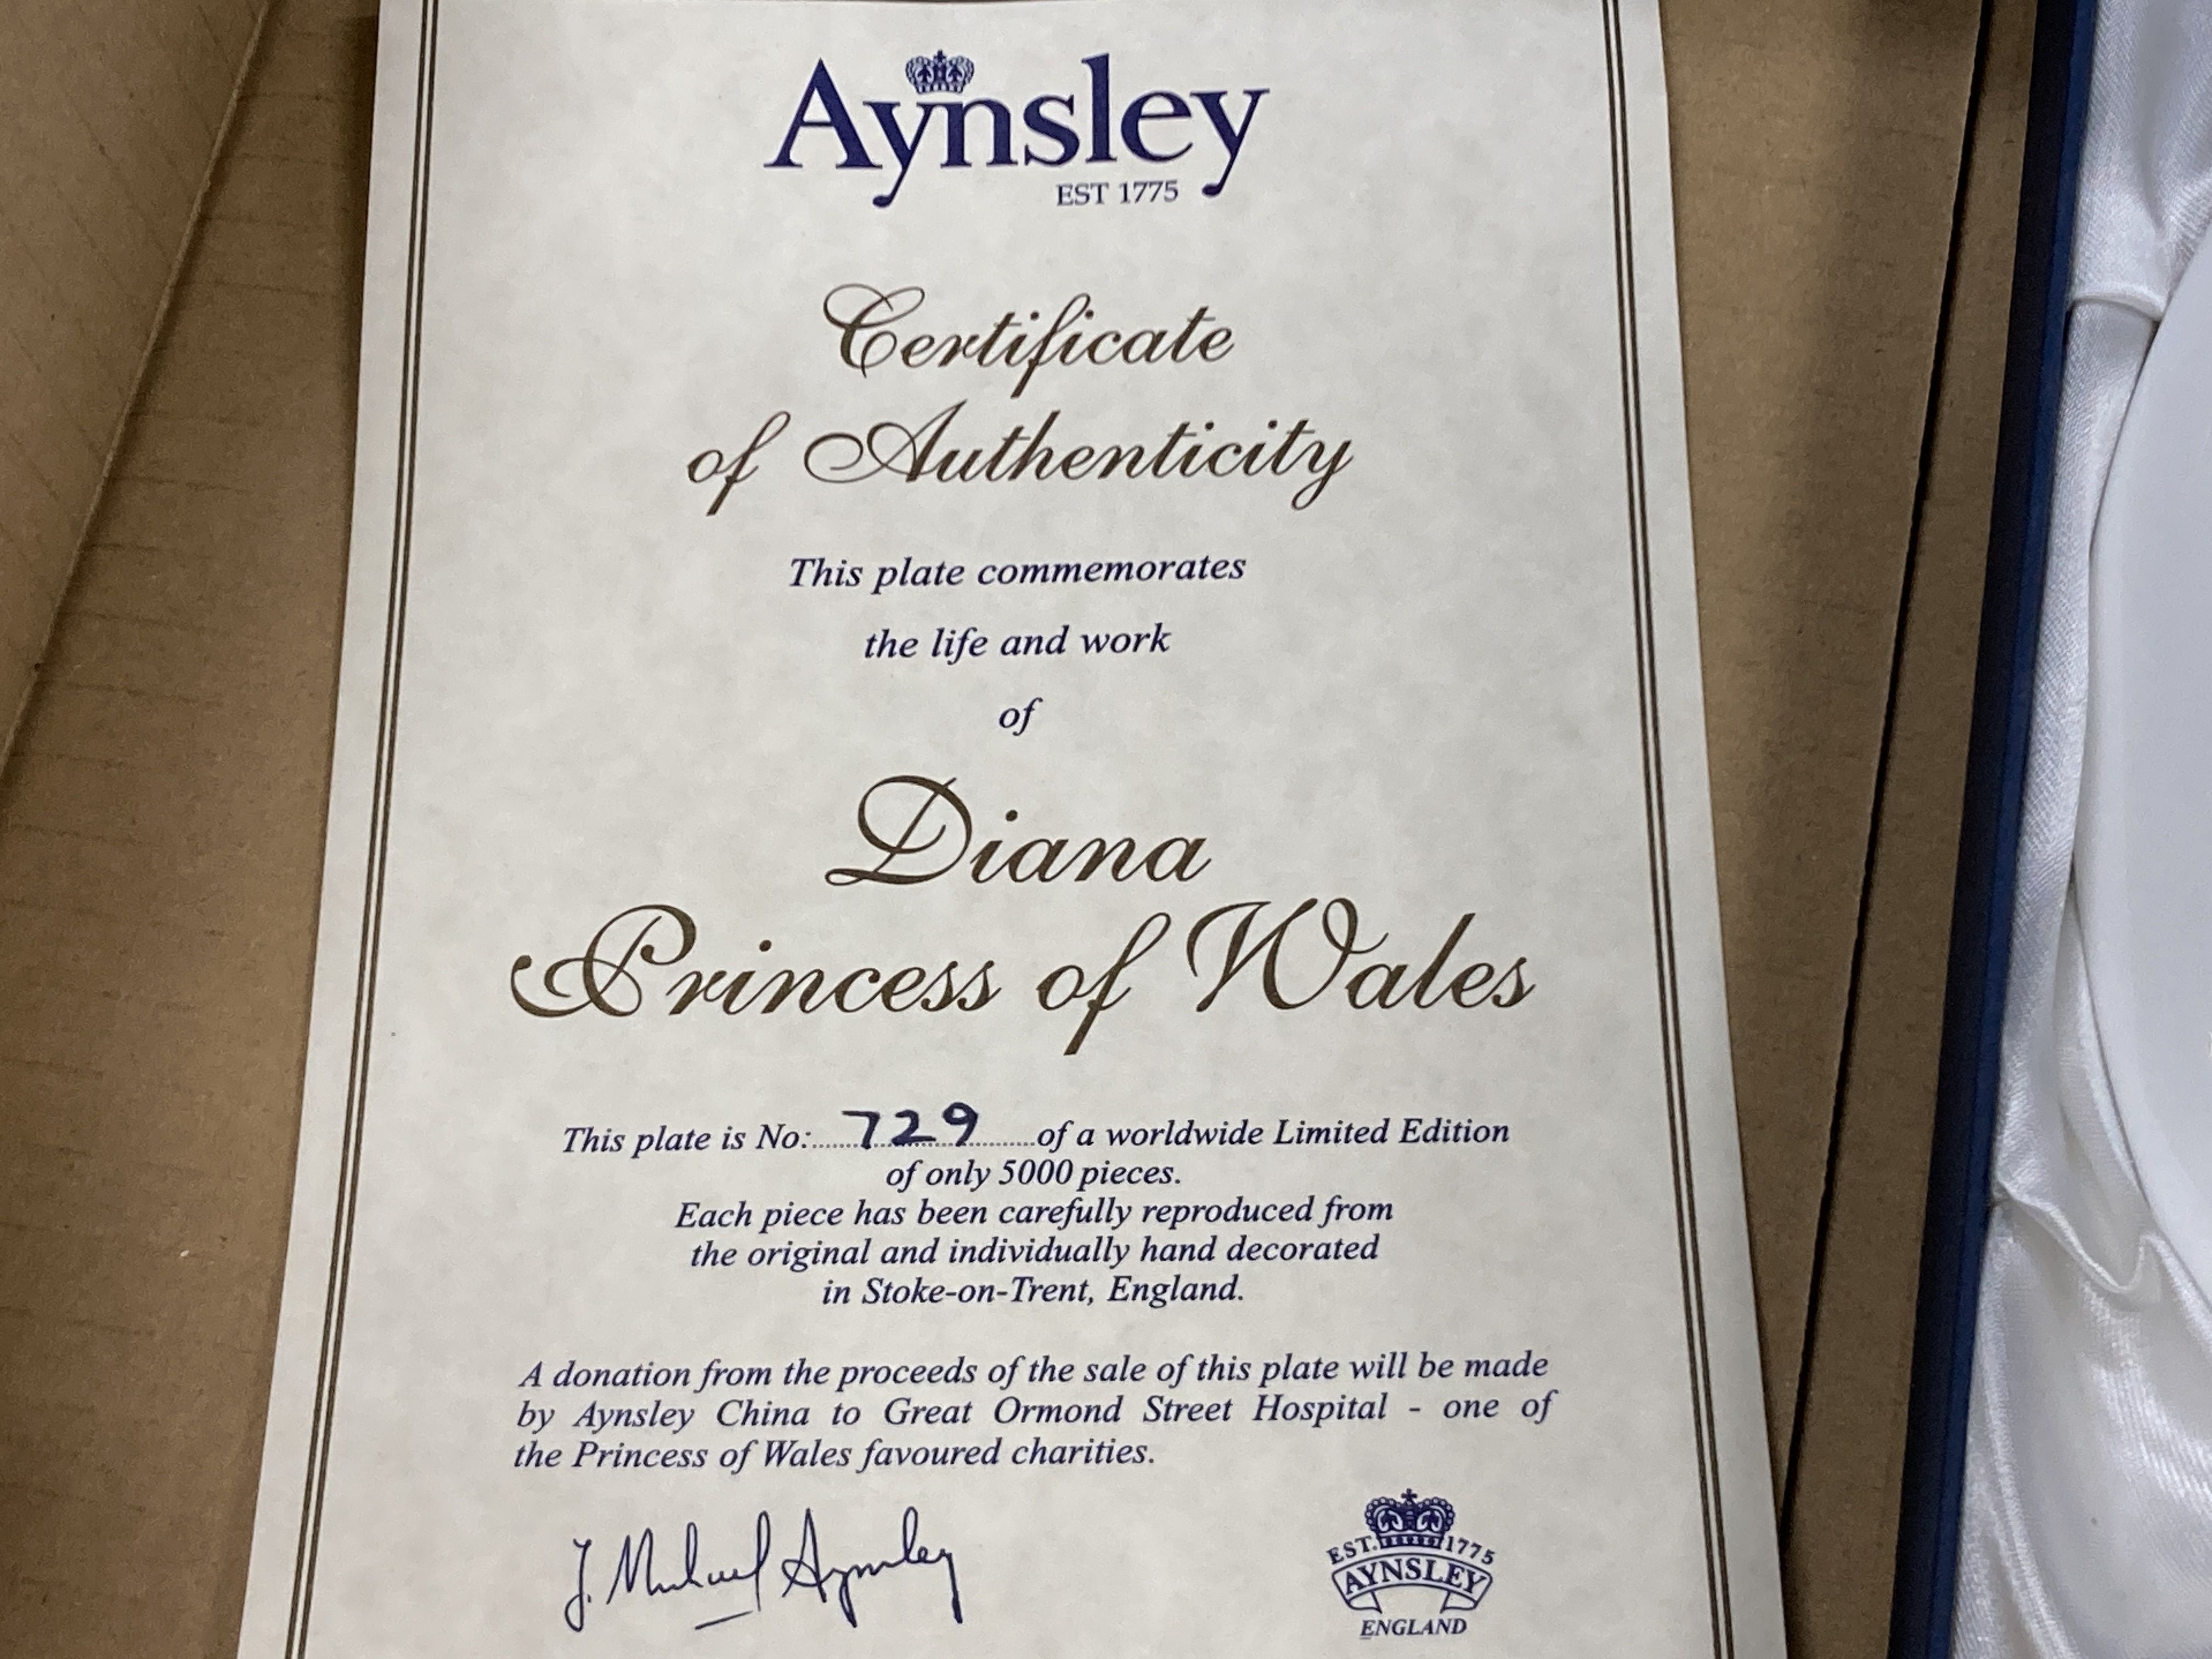 Aynsley
EST 1775
Certificate
of Authenticity
This plate commemorates
the life and work
of
Diana
Princess of Wales
This plate is No:..... 729 .....of a worldwide Limited Edition
of only 5000 pieces.
Each piece has been carefully reproduced from
the original and individually hand decorated
in Stoke-on-Trent, England.
A donation from the proceeds of the sale of this plate will be made
by Aynsley China to Great Ormond Street Hospital - one of
the Princess of Wales favoured charities.
J. Michael Aynsley
EST. 1775
AYNSLEY
ENGLAND